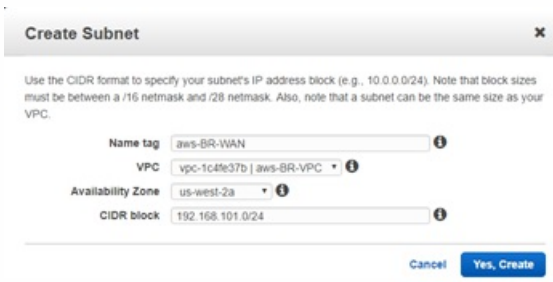 Create Subnet
Use the CIDR format to specify your subnet's IP address block (e.g., 10.0.0.0/24). Note that block sizes
must be between a /16 netmask and /28 netmask. Also, note that a subnet can be the same size as your
VPC.
Name tag aws-BR-WAN
VPC vpc-1c4fe37b | aws-BR-VPC
Availability Zone us-west-2a
CIDR block 192.168.101.0/24
Cancel Yes, Create